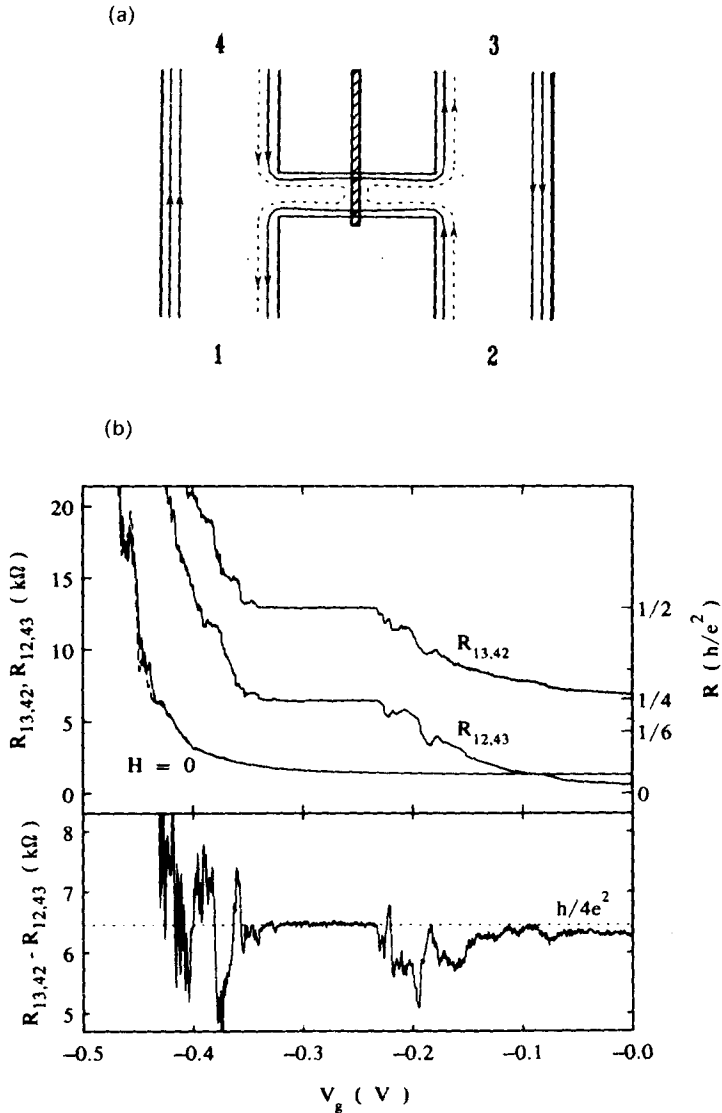 (a)
4 3
1 2
(b)
R13,42, R12,43 ( kΩ )
20
15
10
5
0
R13,42
R12,43
H = 0
1/2
1/4
1/6
0
R ( h/e² )
R13,42 - R12,43 ( kΩ )
8
7
6
5
h/4e²
-0.5 -0.4 -0.3 -0.2 -0.1 -0.0
Vg ( V )